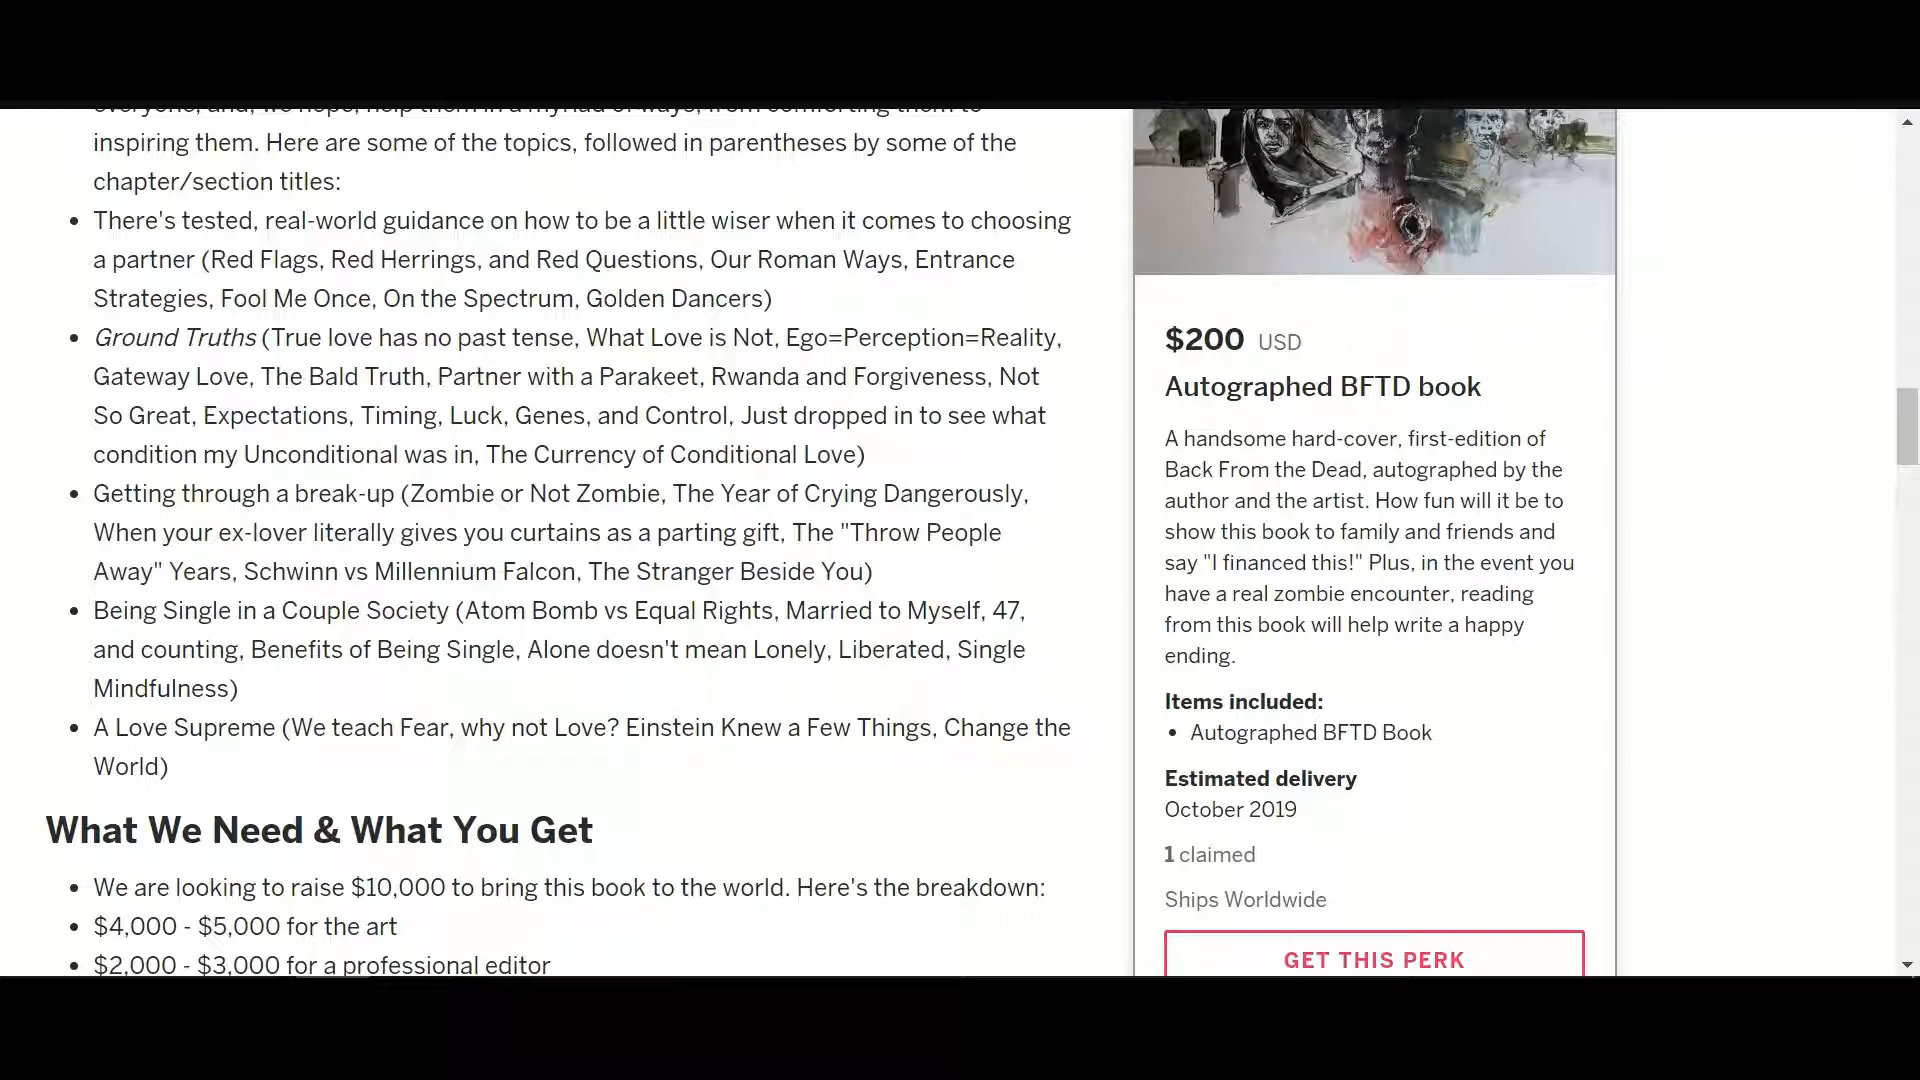 inspiring them. Here are some of the topics, followed in parentheses by some of the
chapter/section titles:
• There's tested, real-world guidance on how to be a little wiser when it comes to choosing
a partner (Red Flags, Red Herrings, and Red Questions, Our Roman Ways, Entrance
Strategies, Fool Me Once, On the Spectrum, Golden Dancers)
• Ground Truths (True love has no past tense, What Love is Not, Ego=Perception=Reality,
Gateway Love, The Bald Truth, Partner with a Parakeet, Rwanda and Forgiveness, Not
So Great, Expectations, Timing, Luck, Genes, and Control, Just dropped in to see what
condition my Unconditional was in, The Currency of Conditional Love)
• Getting through a break-up (Zombie or Not Zombie, The Year of Crying Dangerously,
When your ex-lover literally gives you curtains as a parting gift, The "Throw People
Away" Years, Schwinn vs Millennium Falcon, The Stranger Beside You)
• Being Single in a Couple Society (Atom Bomb vs Equal Rights, Married to Myself, 47,
and counting, Benefits of Being Single, Alone doesn't mean Lonely, Liberated, Single
Mindfulness)
• A Love Supreme (We teach Fear, why not Love? Einstein Knew a Few Things, Change the
World)
What We Need & What You Get
• We are looking to raise $10,000 to bring this book to the world. Here's the breakdown:
• $4,000 - $5,000 for the art
• $2,000 - $3,000 for a professional editor
$200 USD
Autographed BFTD book
A handsome hard-cover, first-edition of
Back From the Dead, autographed by the
author and the artist. How fun will it be to
show this book to family and friends and
say "I financed this!" Plus, in the event you
have a real zombie encounter, reading
from this book will help write a happy
ending.
Items included:
• Autographed BFTD Book
Estimated delivery
October 2019
1 claimed
Ships Worldwide
GET THIS PERK